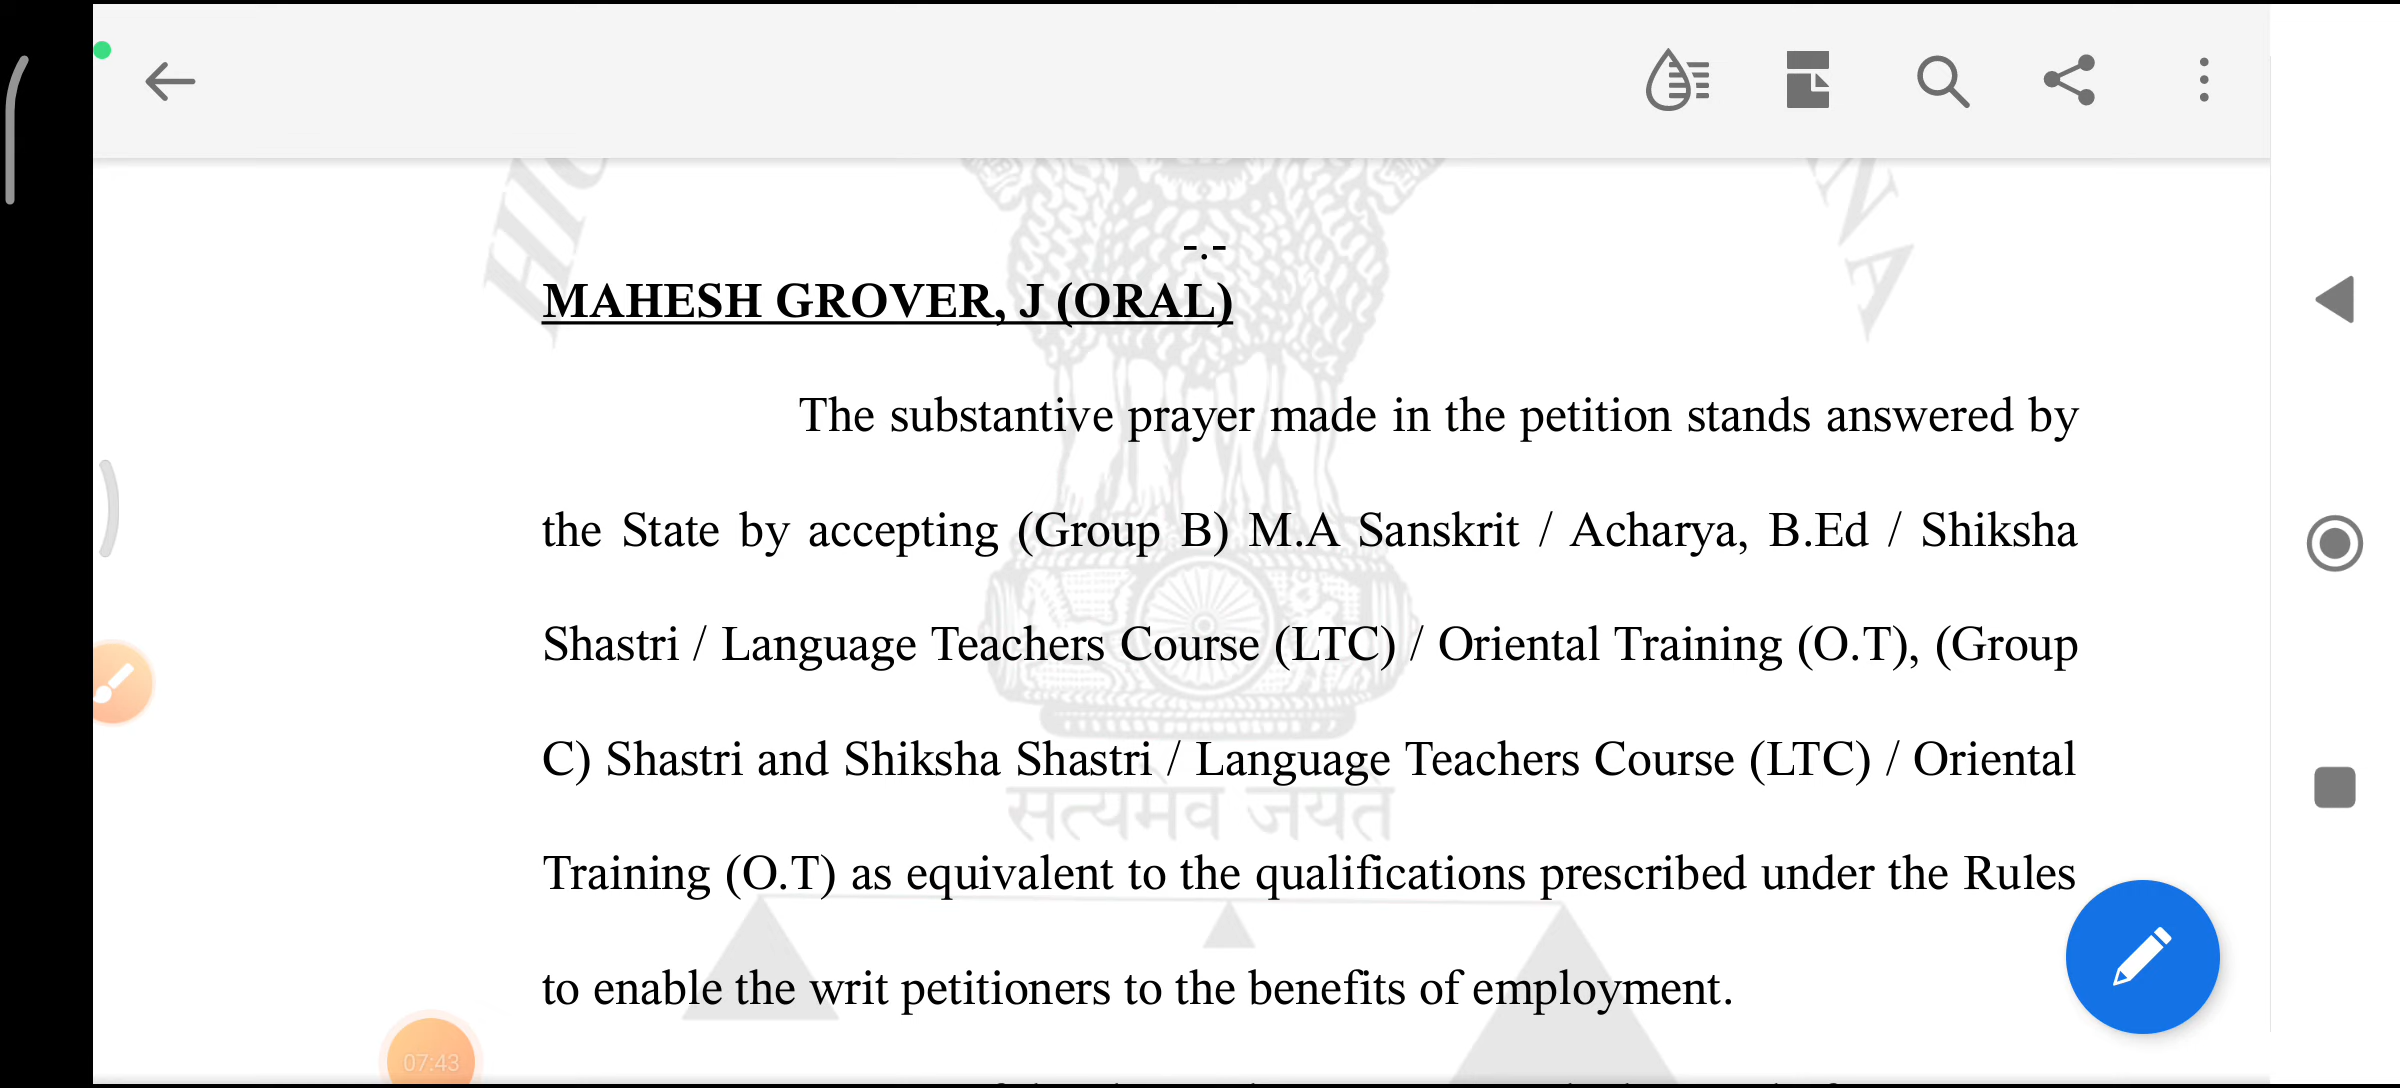 -.-
MAHESH GROVER, J (ORAL)
The substantive prayer made in the petition stands answered by
the State by accepting (Group B) M.A Sanskrit / Acharya, B.Ed / Shiksha
Shastri / Language Teachers Course (LTC) / Oriental Training (O.T), (Group
C) Shastri and Shiksha Shastri / Language Teachers Course (LTC) / Oriental
सत्यमेव जयते
Training (O.T) as equivalent to the qualifications prescribed under the Rules
to enable the writ petitioners to the benefits of employment.
07:43